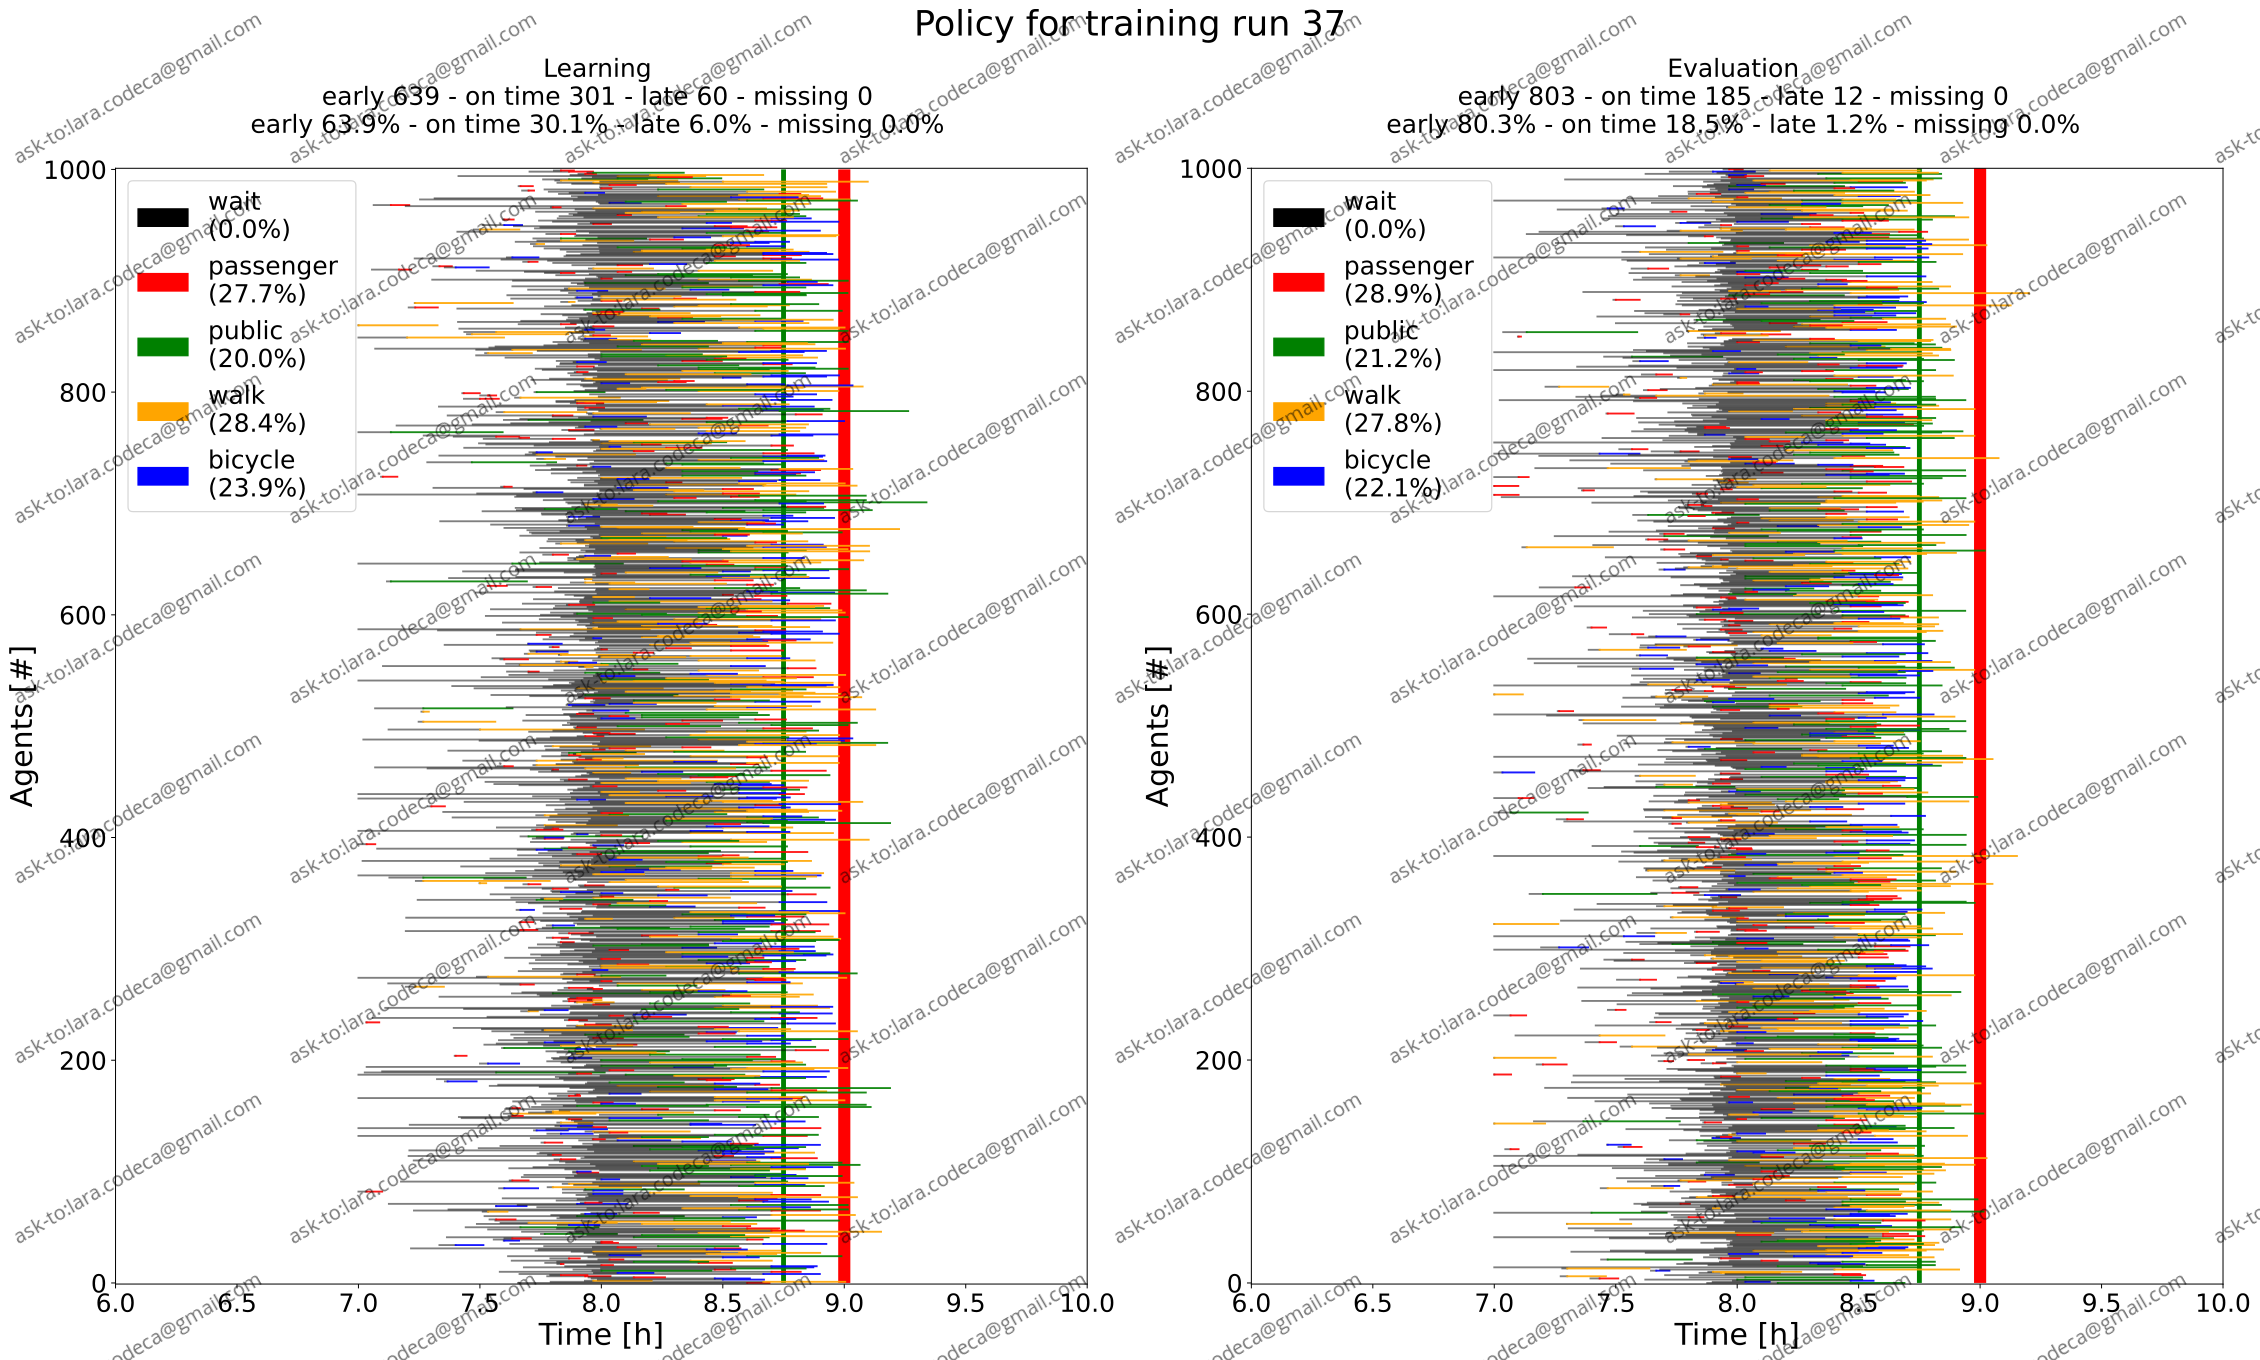 Policy for training run 37
Learning
early 639 - on time 301 - late 60 - missing 0
early 63.9% - on time 30.1% - late 6.0% - missing 0.0%
1000
800
600
400
200
0
Agents [#]
wait
(0.0%)
passenger
(27.7%)
public
(20.0%)
walk
(28.4%)
bicycle
(23.9%)
6.0 6.5 7.0 7.5 8.0 8.5 9.0 9.5 10.0
Time [h]
Evaluation
early 803 - on time 185 - late 12 - missing 0
early 80.3% - on time 18.5% - late 1.2% - missing 0.0%
1000
800
600
400
200
0
Agents [#]
wait
(0.0%)
passenger
(28.9%)
public
(21.2%)
walk
(27.8%)
bicycle
(22.1%)
6.0 6.5 7.0 7.5 8.0 8.5 9.0 9.5 10.0
Time [h]
ask-to:lara.codeca@gmail.com